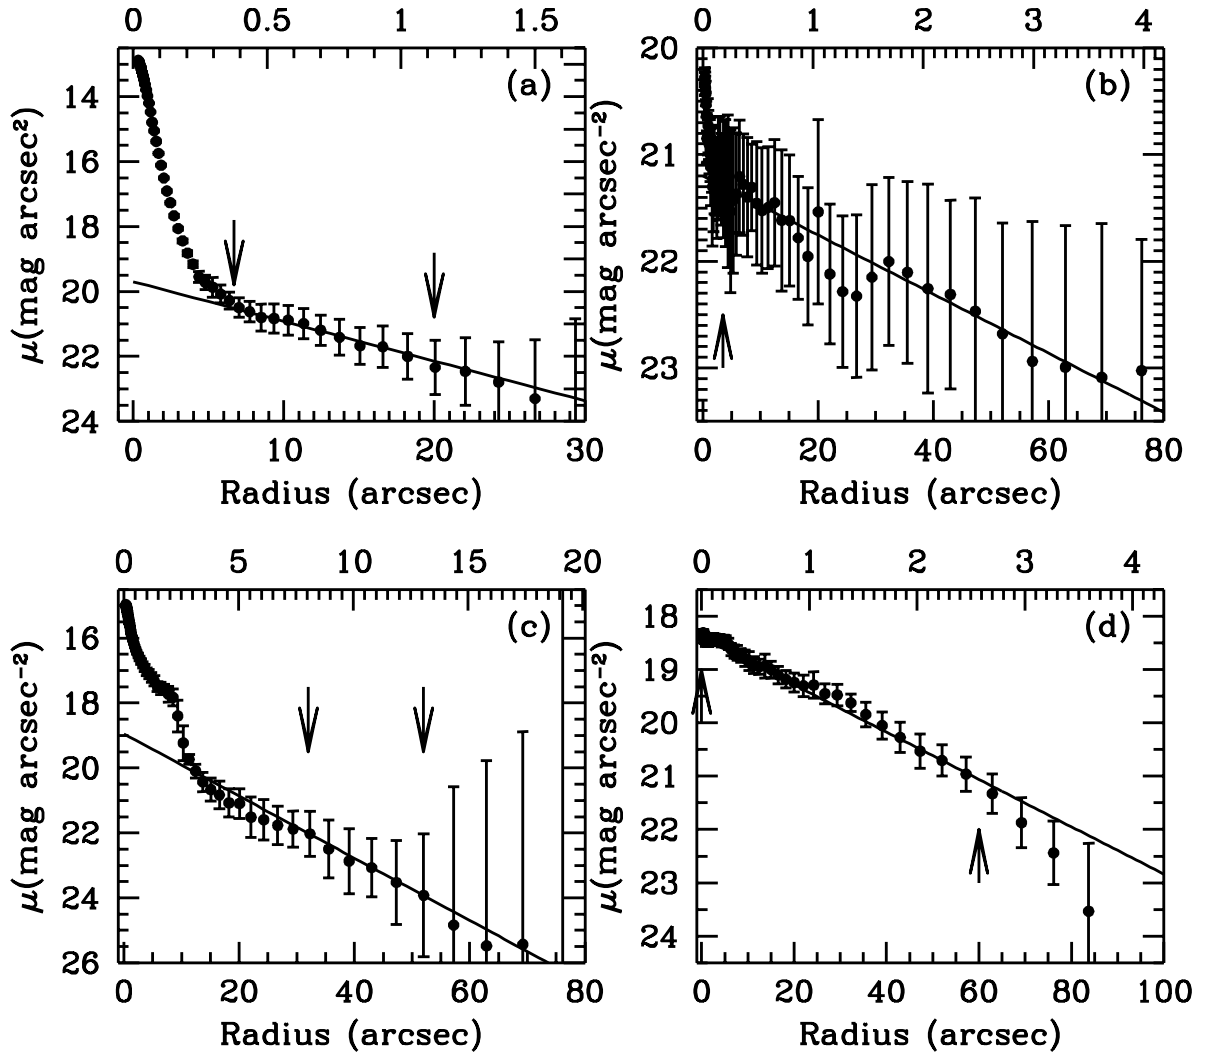 0 0.5 1 1.5
(a)
14
16
18
20
22
24
μ(mag arcsec²)
0 10 20 30
Radius (arcsec)
0 1 2 3 4
(b)
20
21
22
23
μ(mag arcsec⁻²)
0 20 40 60 80
Radius (arcsec)
0 5 10 15 20
(c)
16
18
20
22
24
26
μ(mag arcsec⁻²)
0 20 40 60 80
Radius (arcsec)
0 1 2 3 4
(d)
18
19
20
21
22
23
24
μ(mag arcsec⁻²)
0 20 40 60 80 100
Radius (arcsec)